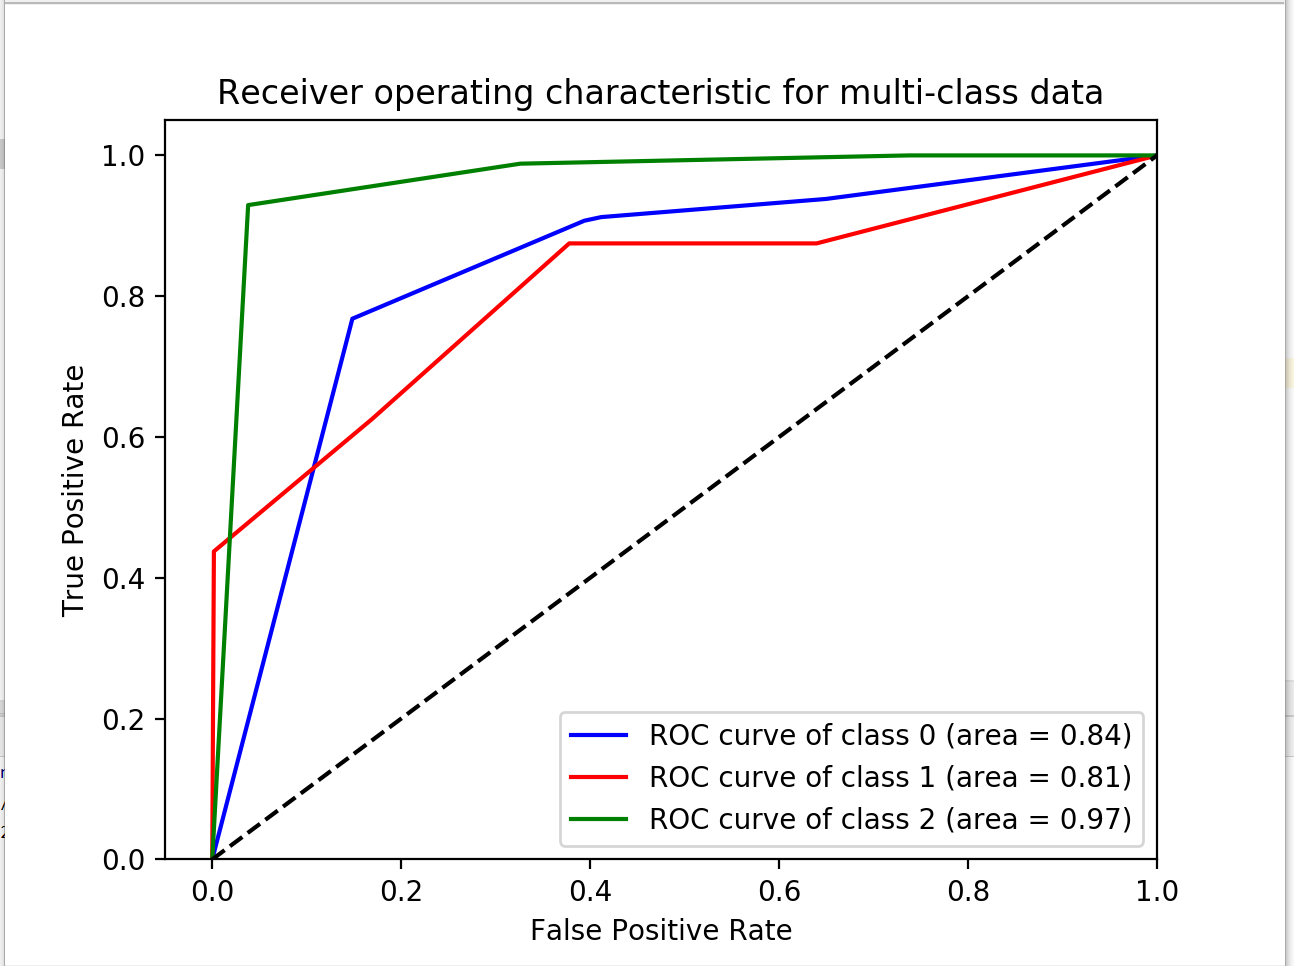 Receiver operating characteristic for multi-class data
1.0
0.8
0.6
0.4
0.2
0.0
True Positive Rate
ROC curve of class 0 (area = 0.84)
ROC curve of class 1 (area = 0.81)
ROC curve of class 2 (area = 0.97)
0.0 0.2 0.4 0.6 0.8 1.0
False Positive Rate